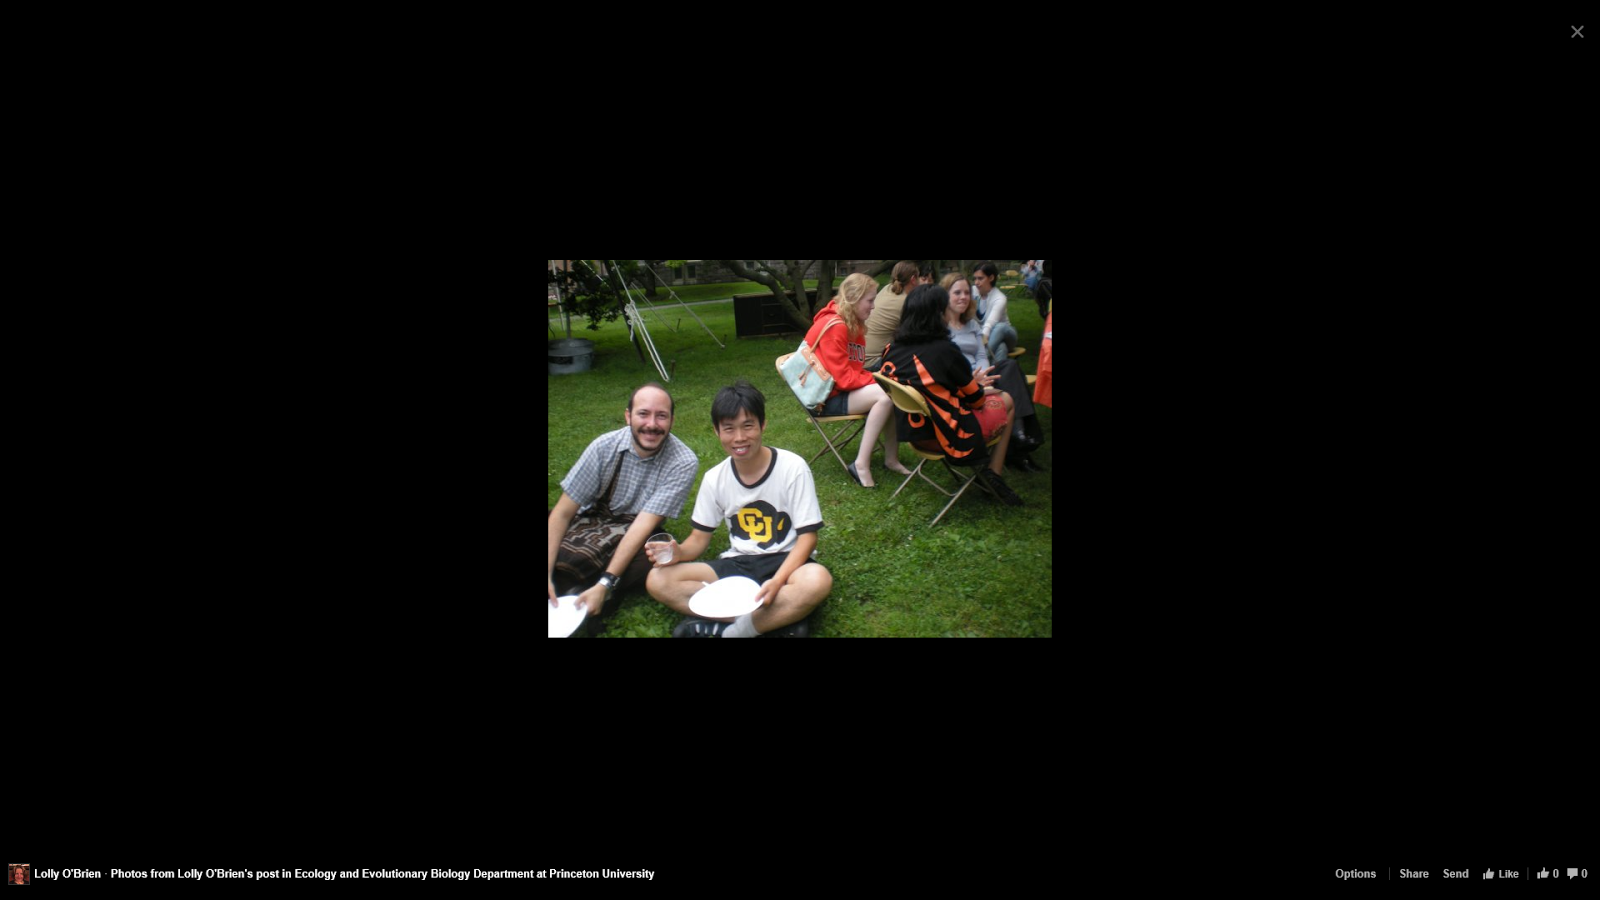 CU
Lolly O'Brien · Photos from Lolly O'Brien's post in Ecology and Evolutionary Biology Department at Princeton University
Options Share Send Like 0 0